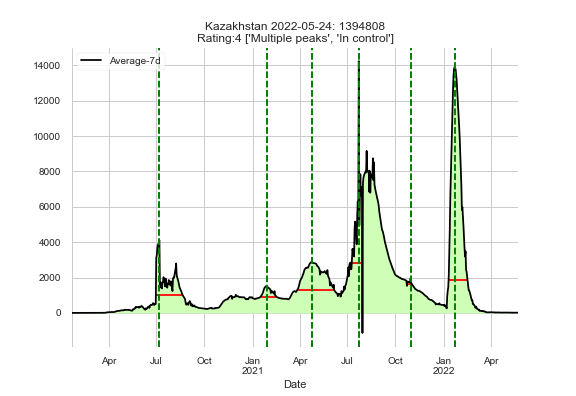 Kazakhstan 2022-05-24: 1394808
Rating:4 ['Multiple peaks', 'In control']
Average-7d
14000
12000
10000
8000
6000
4000
2000
0
Apr Jul Oct Jan Apr Jul Oct Jan Apr
2021 2022
Date